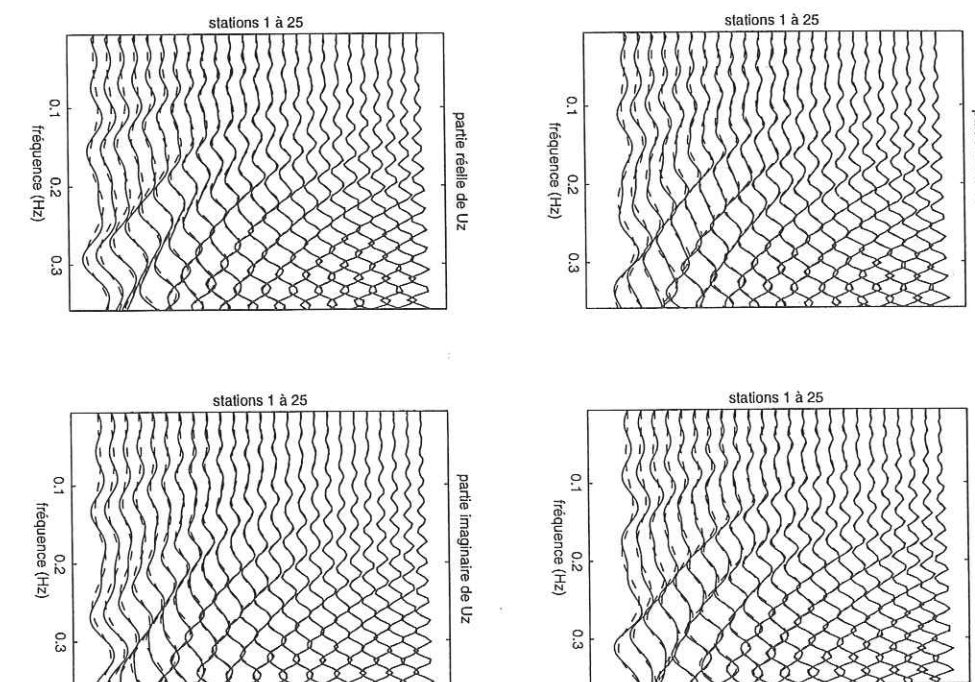 stations 1 à 25
0.1
0.2
0.3
fréquence (Hz)
partie réelle de Uz
stations 1 à 25
0.1
0.2
0.3
fréquence (Hz)
stations 1 à 25
0.1
0.2
0.3
fréquence (Hz)
partie imaginaire de Uz
stations 1 à 25
0.1
0.2
0.3
fréquence (Hz)